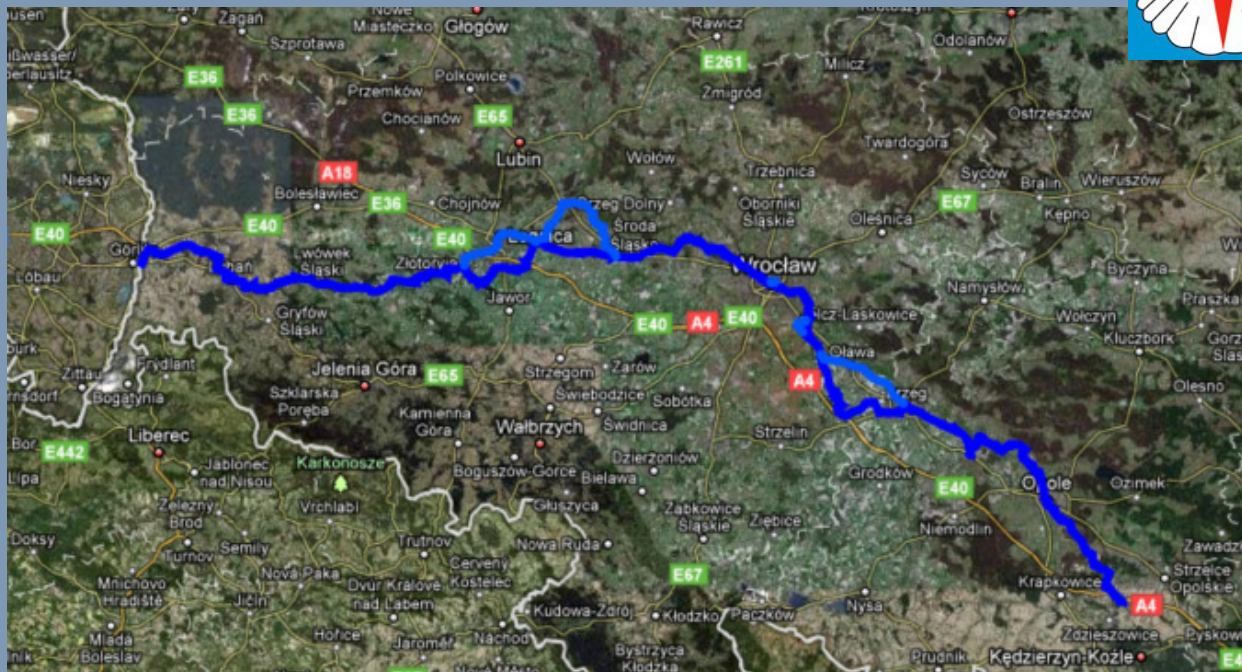 Żagań
Nowe
Miasteczko
Głogów
Rawicz
Odolanów
Szprotawa
Polkowice
E261
Milicz
E36
Przemków
Żmigród
Ostrzeszów
E36
Chocianów
E65
Twardogóra
Lubin
Wołów
Trzebnica
Syców
Bralin
Wieruszów
Niesky
A18
Bolesławiec
E36
Chojnów
Brzeg Dolny
Oborniki
Śląskie
E67
Kępno
E40
E40
E40
Środa
Oleśnica
Löbau
Lwówek
Śląski
Wrocław
Byczyna
Jawor
Namysłów
Praszka
Gryfów
Śląski
E40
A4
E40
Wołczyn
Kluczbork
Frýdlant
Oława
Zittau
Bogatynia
Jelenia Góra
E65
Strzegom
Żarów
A4
Olesno
Szklarska
Poręba
Świebodzice
Sobótka
Kamienna
Góra
Wałbrzych
Świdnica
Strzelin
Liberec
E442
Dzierżoniów
Karkonosze
Boguszów-Gorce
Bielawa
Grodków
Jablonec
nad Nisou
Ozimek
Lipa
Vrchlabí
Głuszyca
Ząbkowice
Śląskie
Ziębice
E40
Niemodlin
Železný
Brod
Doksy
Turnov
Semily
Trutnov
Nowa Ruda
Nová Paka
Červený
Kostelec
E67
Krapkowice
Strzelce
Opolskie
Mnichovo
Hradiště
Jičín
Dvůr Králové
nad Labem
Kudowa-Zdrój
Kłodzko
Paczków
Nysa
A4
Mladá
Boleslav
Hořice
Jaroměř
Náchod
Bystrzyca
Kłodzka
Zdzieszowice
Prudnik
Kędzierzyn-Koźle